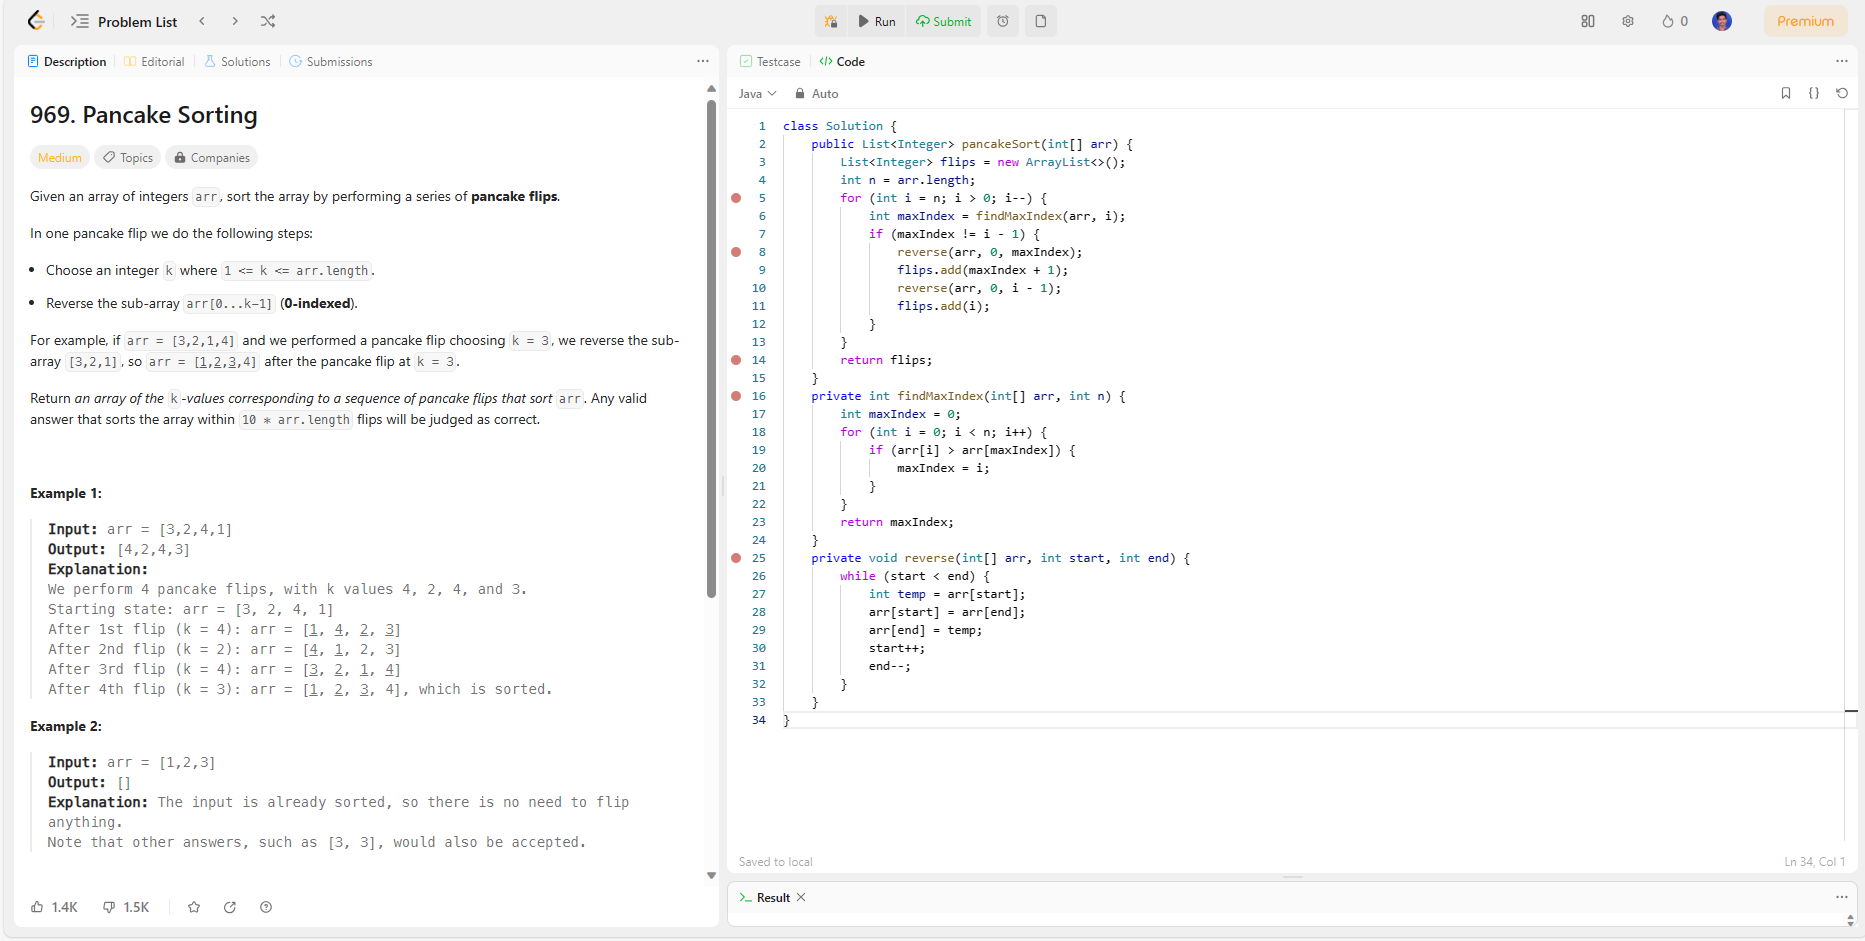 Problem List
Run
Submit
0
Premium
Description
Editorial
Solutions
Submissions
969. Pancake Sorting
Medium
Topics
Companies
Given an array of integers arr, sort the array by performing a series of pancake flips.
In one pancake flip we do the following steps:
• Choose an integer k where 1 <= k <= arr.length.
• Reverse the sub-array arr[0...k-1] (0-indexed).
For example, if arr = [3,2,1,4] and we performed a pancake flip choosing k = 3, we reverse the sub-
array [3,2,1], so arr = [1,2,3,4] after the pancake flip at k = 3.
Return an array of the k-values corresponding to a sequence of pancake flips that sort arr. Any valid
answer that sorts the array within 10 * arr.length flips will be judged as correct.
Example 1:
Input: arr = [3,2,4,1]
Output: [4,2,4,3]
Explanation:
We perform 4 pancake flips, with k values 4, 2, 4, and 3.
Starting state: arr = [3, 2, 4, 1]
After 1st flip (k = 4): arr = [1, 4, 2, 3]
After 2nd flip (k = 2): arr = [4, 1, 2, 3]
After 3rd flip (k = 4): arr = [3, 2, 1, 4]
After 4th flip (k = 3): arr = [1, 2, 3, 4], which is sorted.
Example 2:
Input: arr = [1,2,3]
Output: []
Explanation: The input is already sorted, so there is no need to flip
anything.
Note that other answers, such as [3, 3], would also be accepted.
1.4K
1.5K
Testcase
Code
Java
Auto
1 class Solution {
2 public List<Integer> pancakeSort(int[] arr) {
3 List<Integer> flips = new ArrayList<>();
4 int n = arr.length;
5 for (int i = n; i > 0; i--) {
6 int maxIndex = findMaxIndex(arr, i);
7 if (maxIndex != i - 1) {
8 reverse(arr, 0, maxIndex);
9 flips.add(maxIndex + 1);
10 reverse(arr, 0, i - 1);
11 flips.add(i);
12 }
13 }
14 return flips;
15 }
16 private int findMaxIndex(int[] arr, int n) {
17 int maxIndex = 0;
18 for (int i = 0; i < n; i++) {
19 if (arr[i] > arr[maxIndex]) {
20 maxIndex = i;
21 }
22 }
23 return maxIndex;
24 }
25 private void reverse(int[] arr, int start, int end) {
26 while (start < end) {
27 int temp = arr[start];
28 arr[start] = arr[end];
29 arr[end] = temp;
30 start++;
31 end--;
32 }
33 }
34 }
Saved to local
Ln 34, Col 1
Result